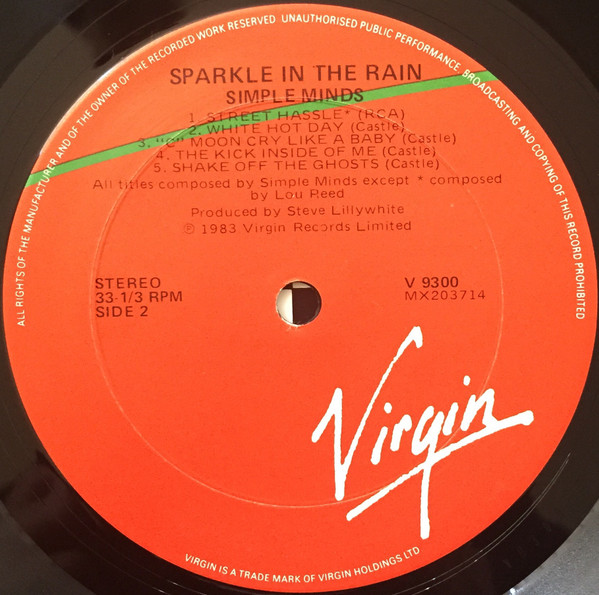 ALL RIGHTS OF THE MANUFACTURER AND OF THE OWNER OF THE RECORDED WORK RESERVED UNAUTHORISED PUBLIC PERFORMANCE, BROADCASTING AND COPYING OF THIS RECORD PROHIBITED
SPARKLE IN THE RAIN
SIMPLE MINDS
1. STREET HASSLE* (RCA)
2. WHITE HOT DAY (Castle)
3. "C" MOON CRY LIKE A BABY (Castle)
4. THE KICK INSIDE OF ME (Castle)
5. SHAKE OFF THE GHOSTS (Castle)
All titles composed by Simple Minds except * composed
by Lou Reed
Produced by Steve Lillywhite
℗ 1983 Virgin Records Limited
STEREO
33-1/3 RPM
SIDE 2
V 9300
MX203714
Virgin
VIRGIN IS A TRADE MARK OF VIRGIN HOLDINGS LTD